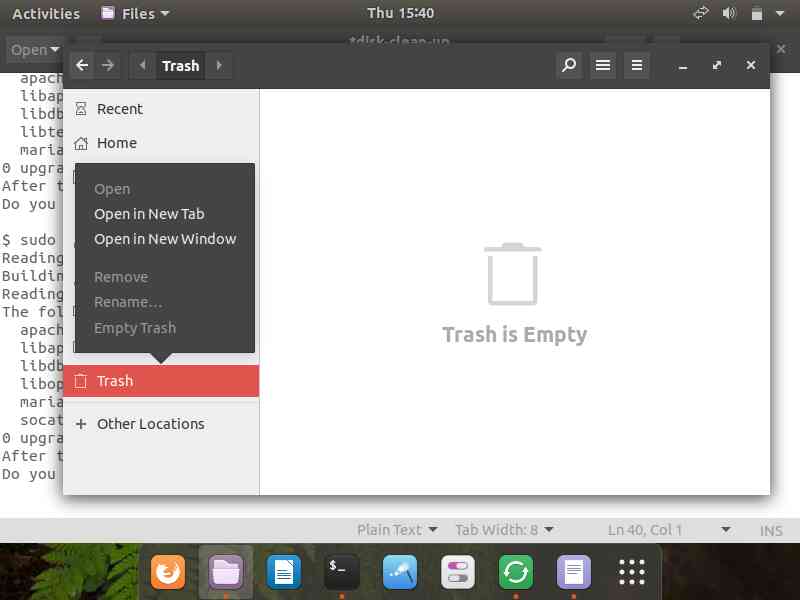 Activities Files Thu 15:40
Open *disk-clean-up
Trash
apach
libap
libdb
libte
maria
0 upgra
After t
Do you
$ sudo
Reading
Building
Reading
The fol
apach
libap
libdb
libop
maria
socat
0 upgra
After t
Do you
Recent
Home
Open
Open in New Tab
Open in New Window
Remove
Rename…
Empty Trash
Trash
Other Locations
Trash is Empty
Plain Text Tab Width: 8 Ln 40, Col 1 INS
$_